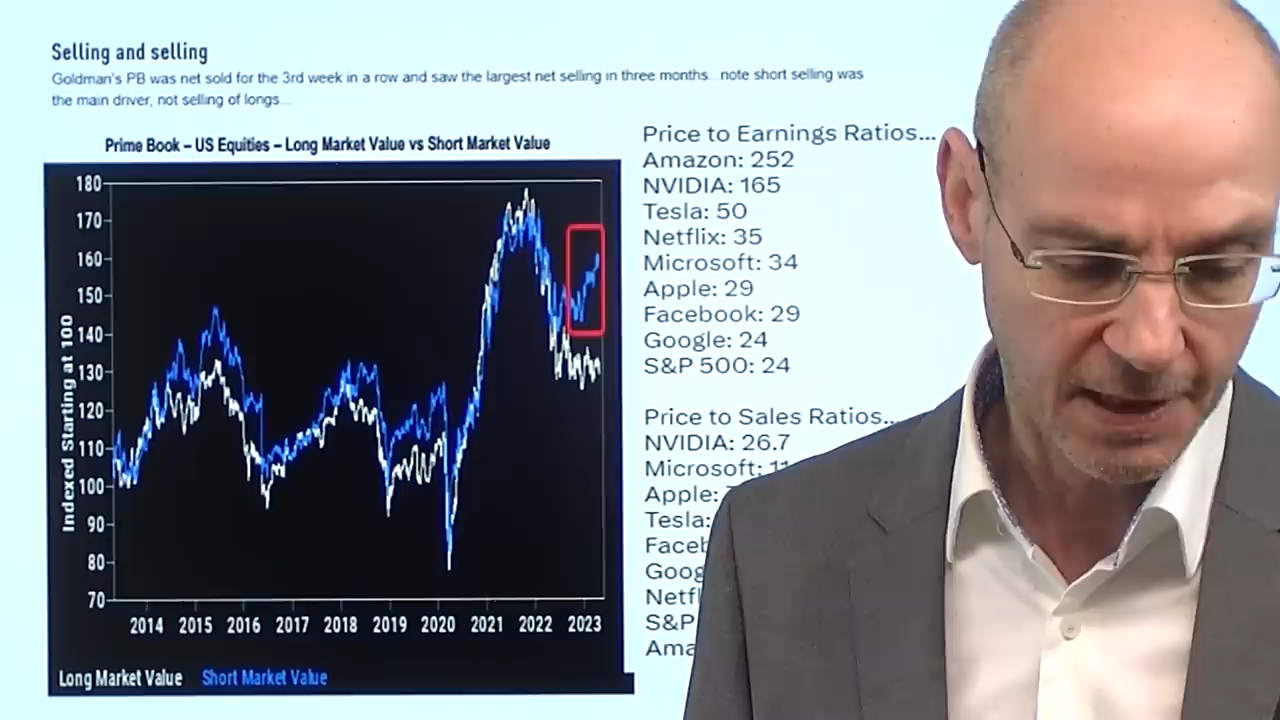 Selling and selling
Goldman's PB was net sold for the 3rd week in a row and saw the largest net selling in three months...note short selling was
the main driver, not selling of longs...
Prime Book – US Equities – Long Market Value vs Short Market Value
Indexed Starting at 100
180
170
160
150
140
130
120
110
100
90
80
70
2014 2015 2016 2017 2018 2019 2020 2021 2022 2023
Long Market Value Short Market Value
Price to Earnings Ratios...
Amazon: 252
NVIDIA: 165
Tesla: 50
Netflix: 35
Microsoft: 34
Apple: 29
Facebook: 29
Google: 24
S&P 500: 24
Price to Sales Ratios...
NVIDIA: 26.7
Microsoft: 11
Apple:
Tesla:
Faceb
Goog
Netfl
S&P
Ama